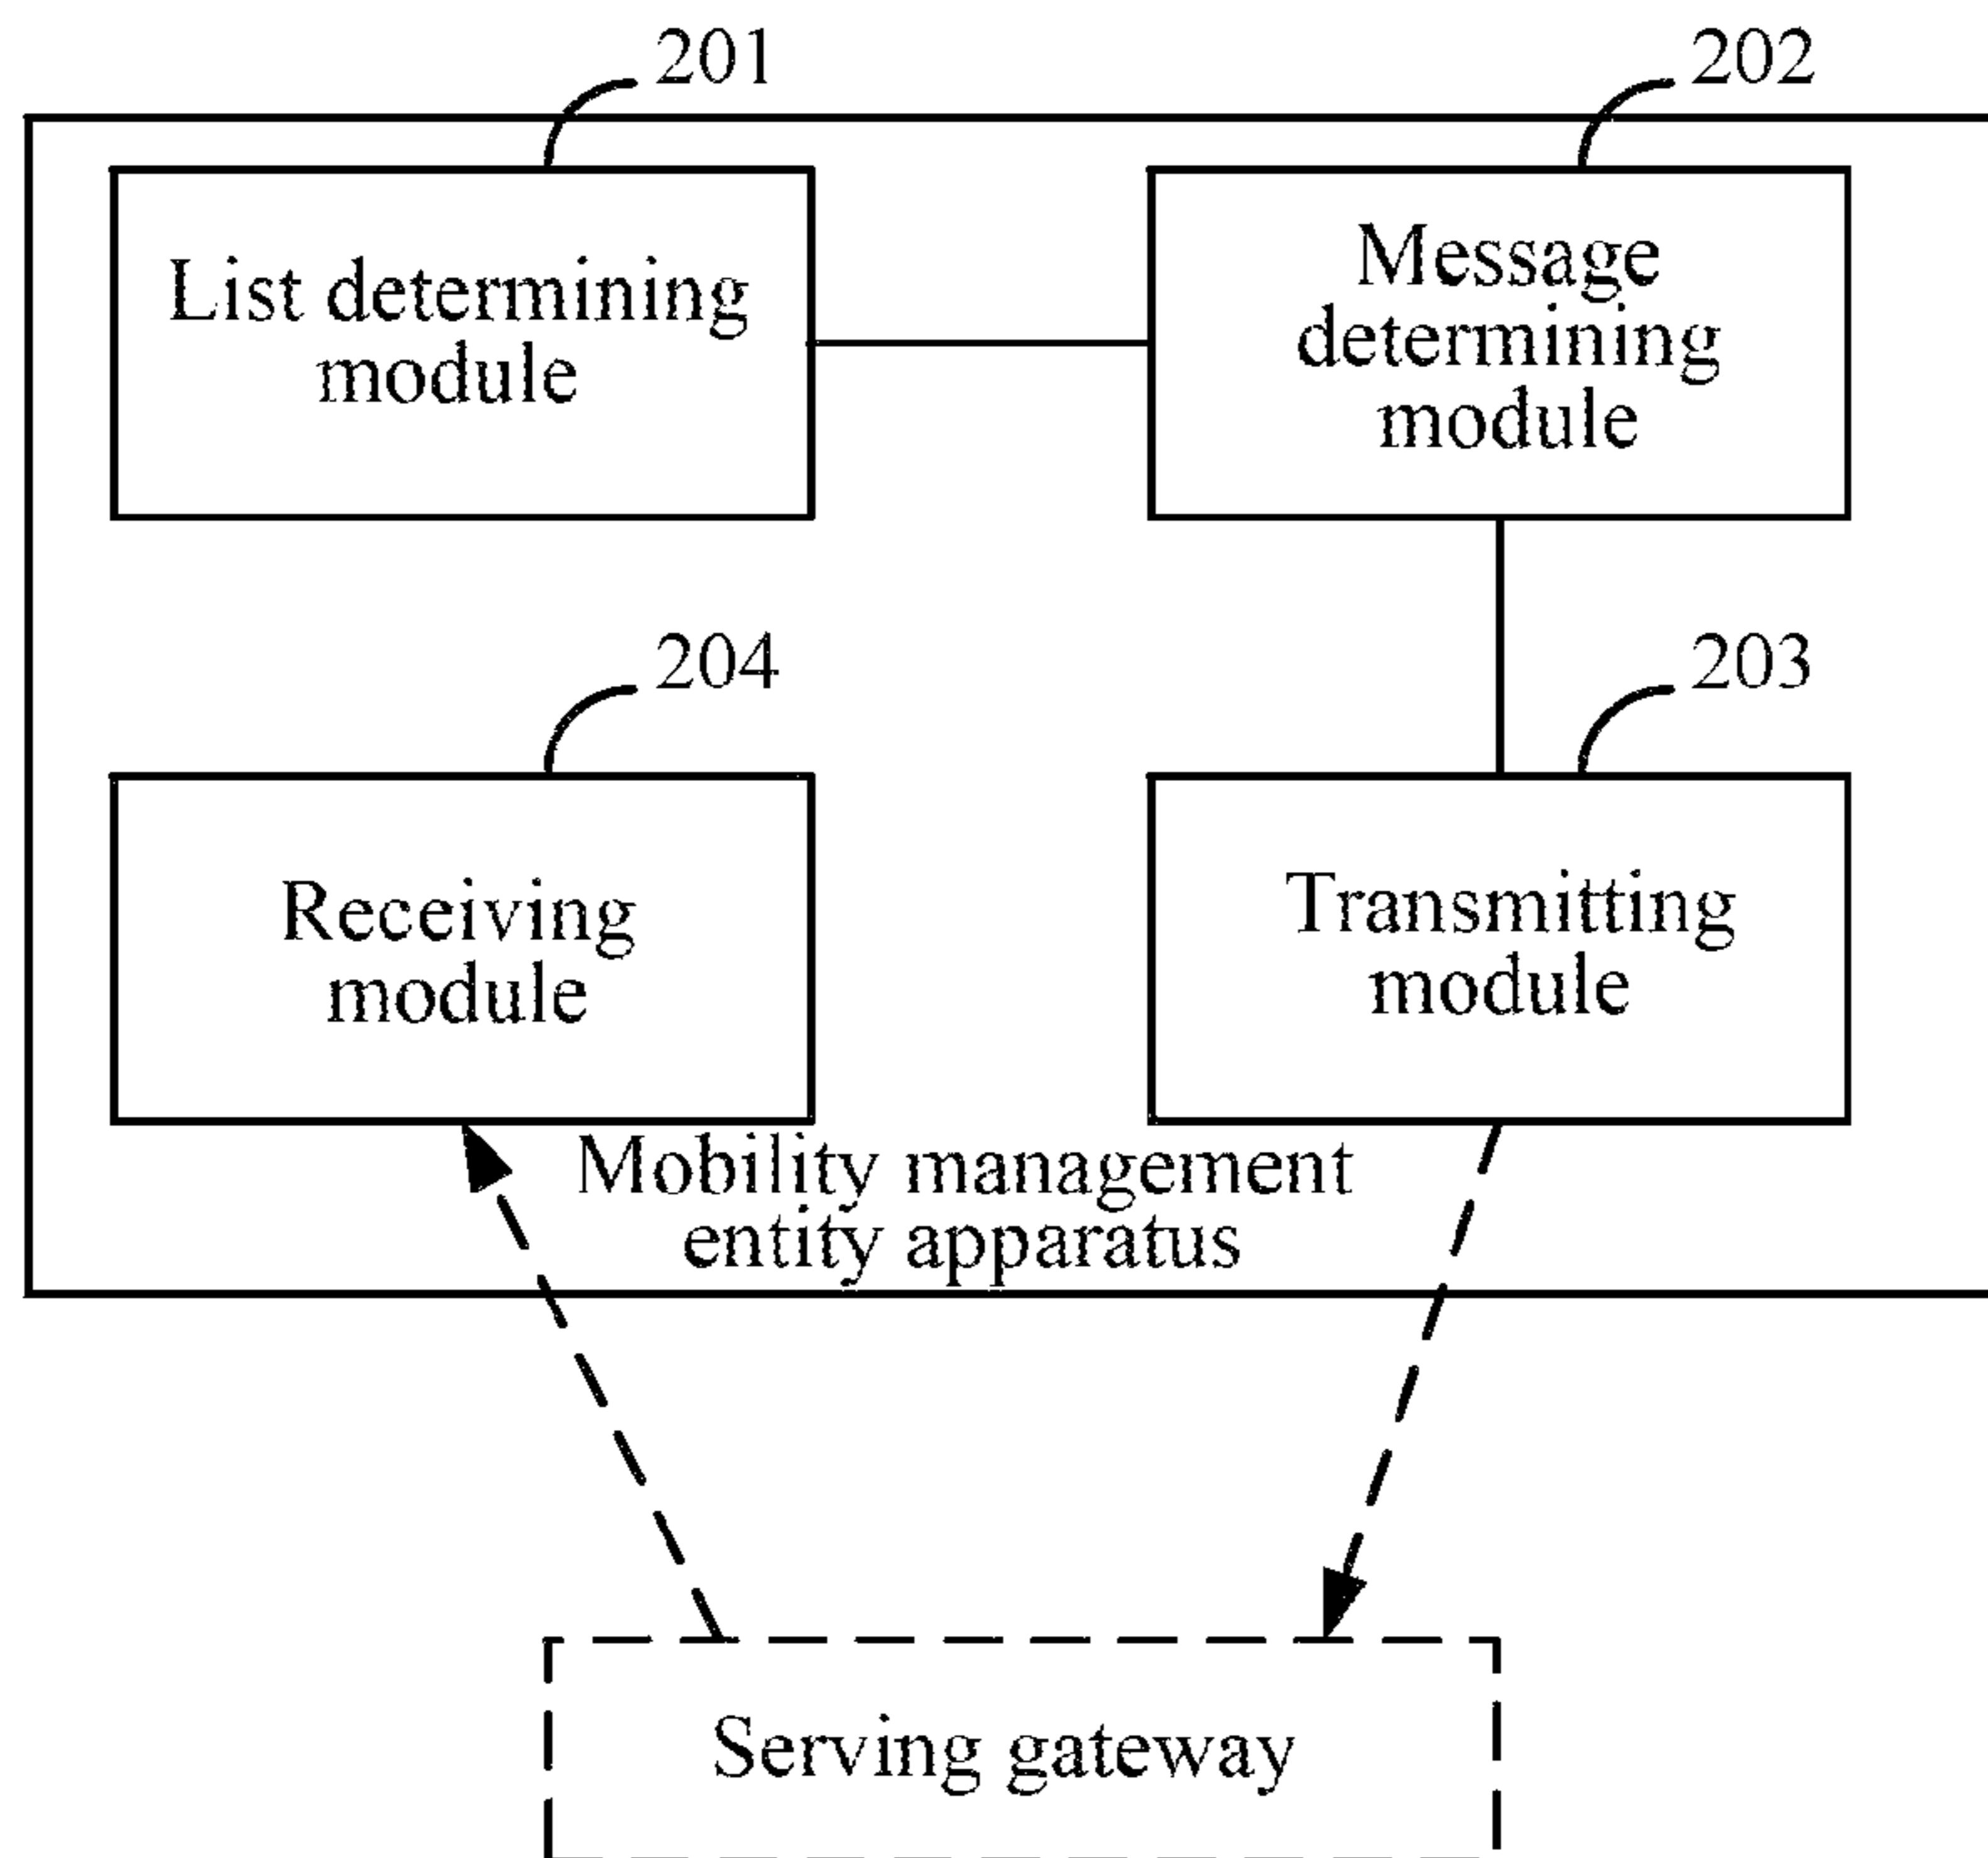 201
202
List determining
module
Message
determining
module
204
203
Receiving
module
Transmitting
module
Mobility management
entity apparatus
Serving gateway